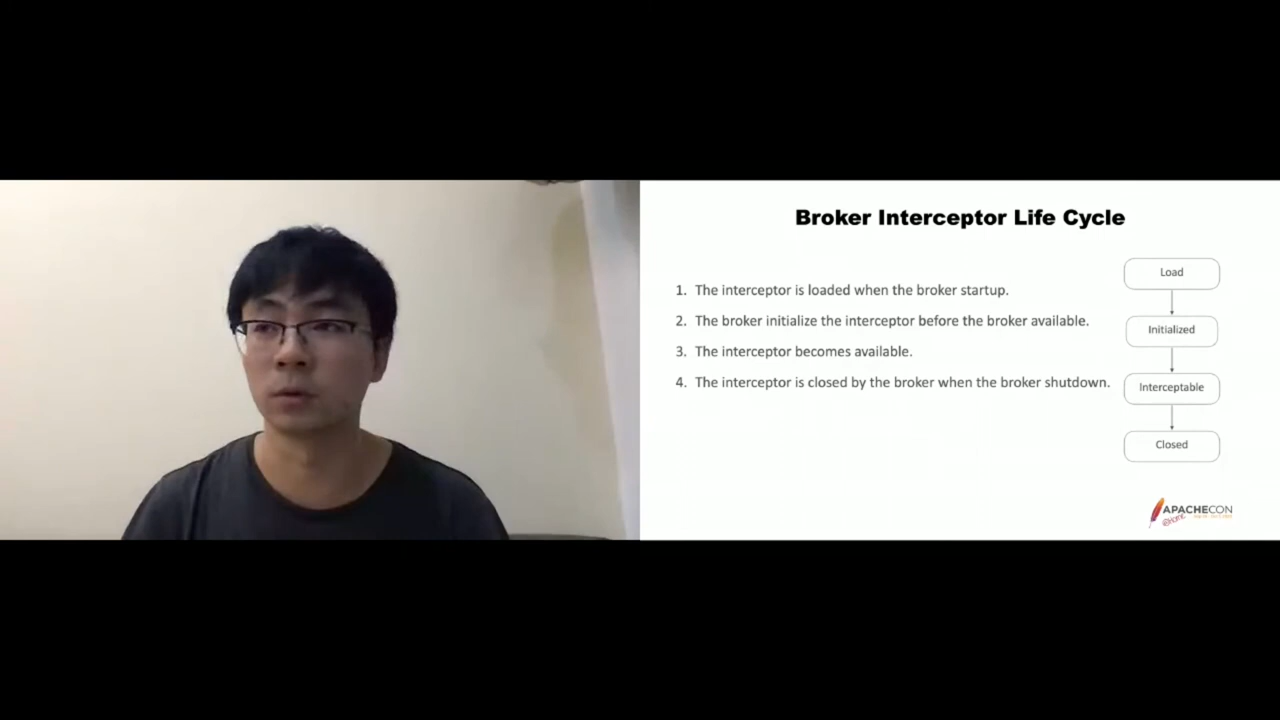 Broker Interceptor Life Cycle
1. The interceptor is loaded when the broker startup.
2. The broker initialize the interceptor before the broker available.
3. The interceptor becomes available.
4. The interceptor is closed by the broker when the broker shutdown.
Load
Initialized
Interceptable
Closed
APACHECON
@Home